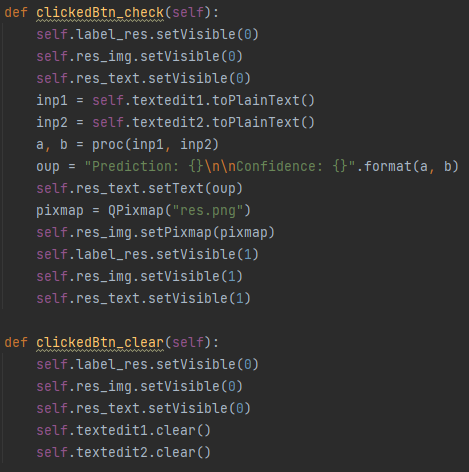 def clickedBtn_check(self):
    self.label_res.setVisible(0)
    self.res_img.setVisible(0)
    self.res_text.setVisible(0)
    inp1 = self.textedit1.toPlainText()
    inp2 = self.textedit2.toPlainText()
    a, b = proc(inp1, inp2)
    oup = "Prediction: {}\n\nConfidence: {}".format(a, b)
    self.res_text.setText(oup)
    pixmap = QPixmap("res.png")
    self.res_img.setPixmap(pixmap)
    self.label_res.setVisible(1)
    self.res_img.setVisible(1)
    self.res_text.setVisible(1)

def clickedBtn_clear(self):
    self.label_res.setVisible(0)
    self.res_img.setVisible(0)
    self.res_text.setVisible(0)
    self.textedit1.clear()
    self.textedit2.clear()